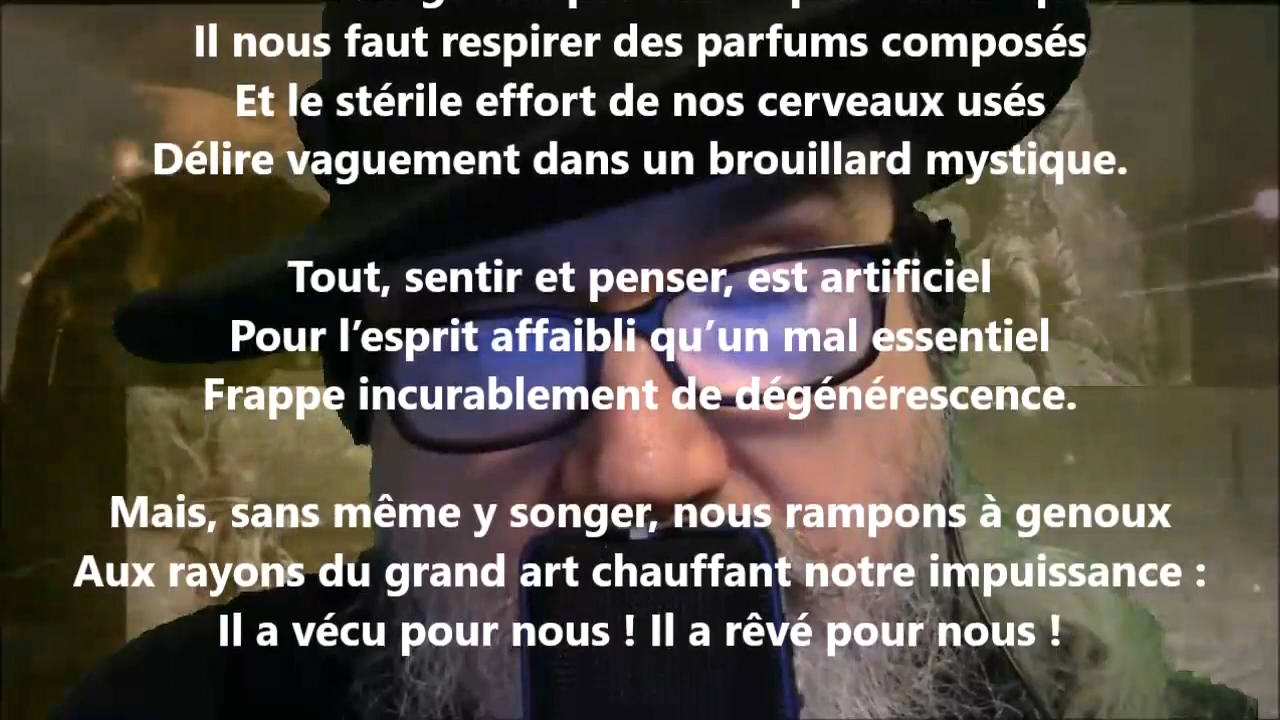 Il nous faut respirer des parfums composés
Et le stérile effort de nos cerveaux usés
Délire vaguement dans un brouillard mystique.
Tout, sentir et penser, est artificiel
Pour l’esprit affaibli qu’un mal essentiel
Frappe incurablement de dégénérescence.
Mais, sans même y songer, nous rampons à genoux
Aux rayons du grand art chauffant notre impuissance :
Il a vécu pour nous ! Il a rêvé pour nous !